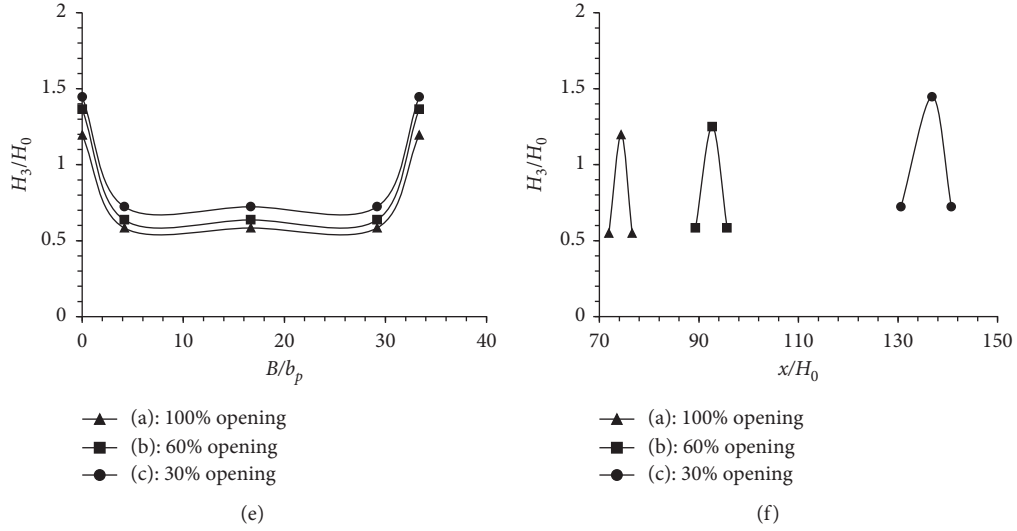 2
1.5
1
0.5
0
H3/H0
0 10 20 30 40
B/bp
(a): 100% opening
(b): 60% opening
(c): 30% opening
(e)
2
1.5
1
0.5
0
H3/H0
70 90 110 130 150
x/H0
(a): 100% opening
(b): 60% opening
(c): 30% opening
(f)